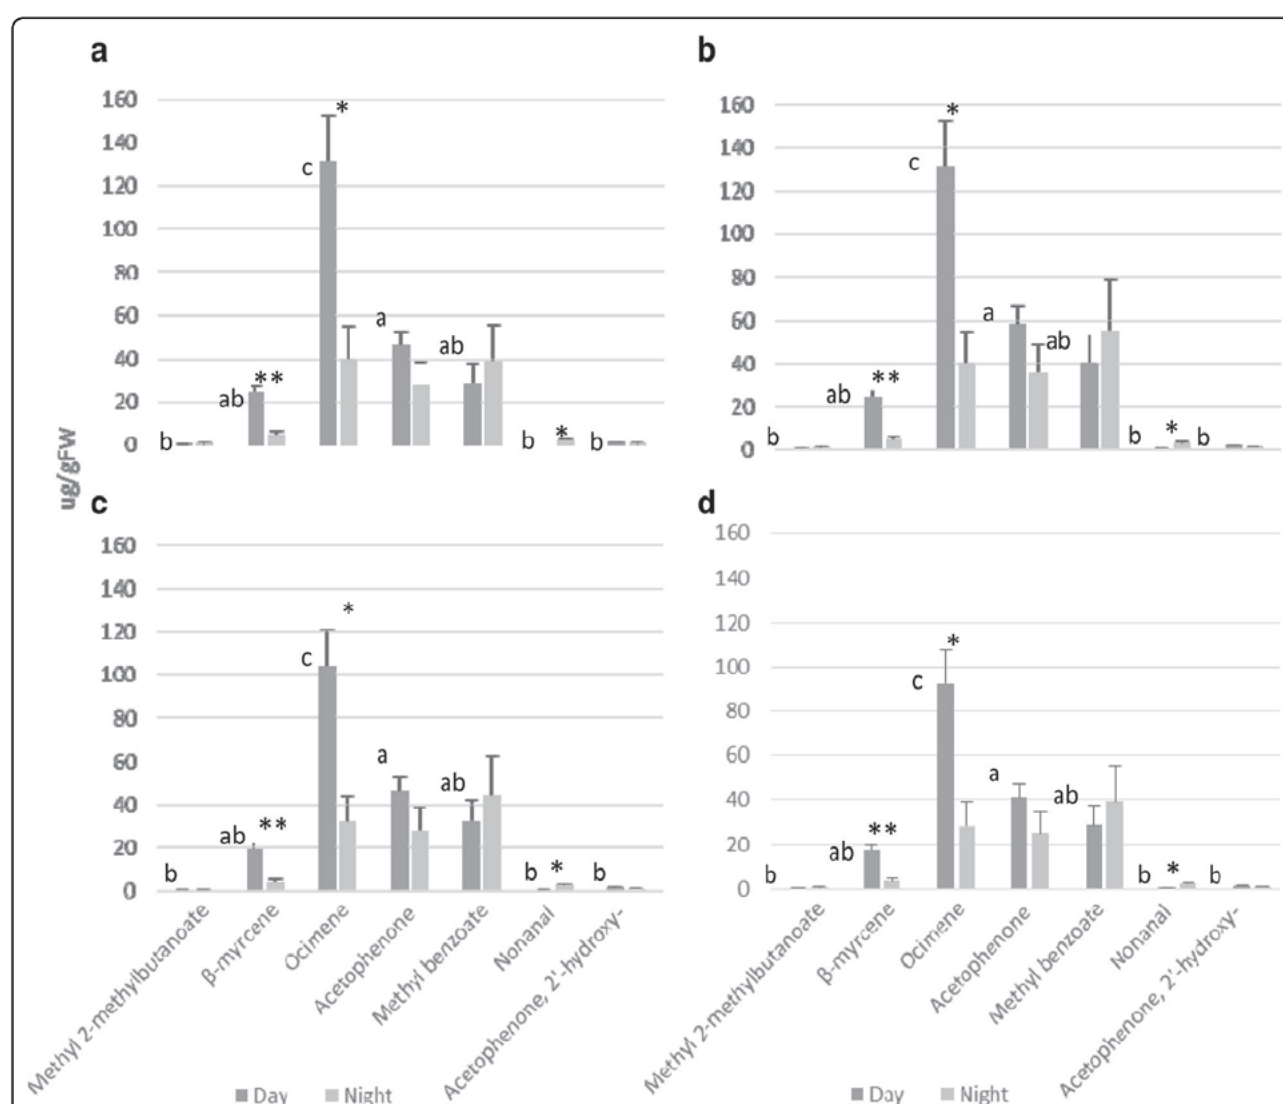 a
160
*
140
c
120
100
80
60
a
ab
40
**
ab
20
b
b
*
b
0
b
160
*
140
c
120
100
80
60
a
ab
40
**
ab
20
b
b
*
b
0
ug/gFW
c
160
140
*
120
c
100
80
60
a
ab
40
**
ab
20
b
b
*
b
0
Methyl 2-methylbutanoate
β-myrcene
Ocimene
Acetophenone
Methyl benzoate
Nonanal
Acetophenone, 2'-hydroxy-
Day Night
d
160
140
120
*
100
c
80
60
a
ab
40
**
ab
20
b
b
*
b
0
Methyl 2-methylbutanoate
β-myrcene
Ocimene
Acetophenone
Methyl benzoate
Nonanal
Acetophenone, 2'-hydroxy-
Day Night